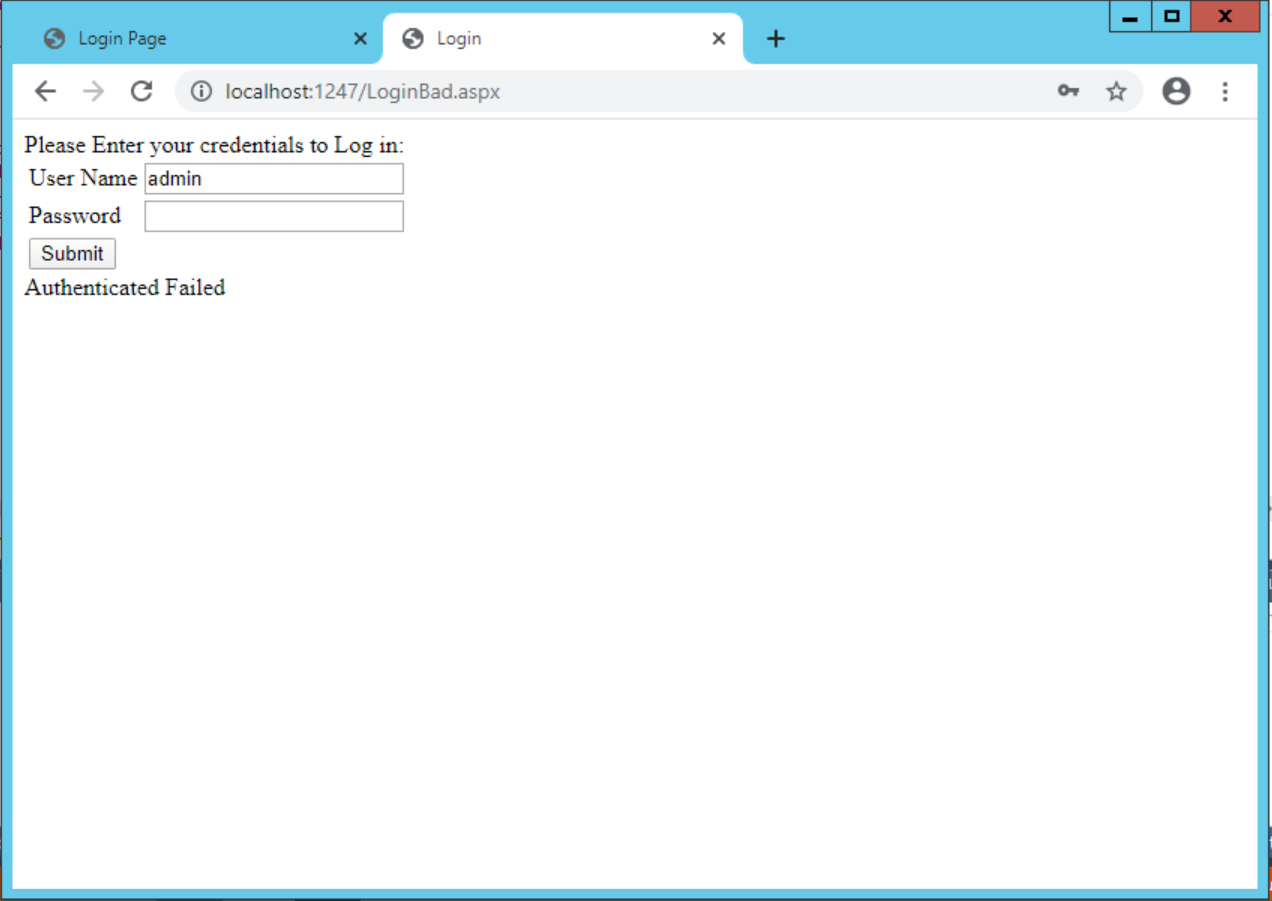 Login Page
Login
localhost:1247/LoginBad.aspx
Please Enter your credentials to Log in:
User Name admin
Password
Submit
Authenticated Failed